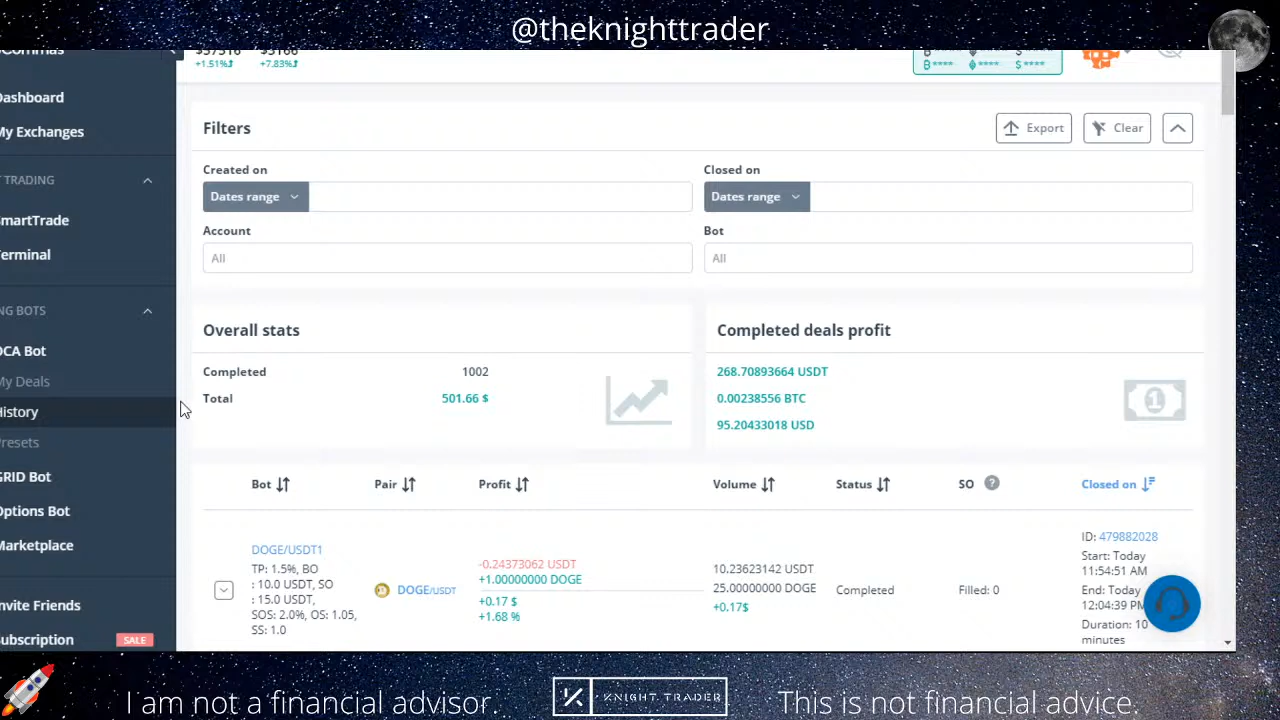 @theknighttrader
+1.51%
+7.83%
B **** **** $ ****
Dashboard
My Exchanges
TRADING
SmartTrade
Terminal
NG BOTS
DCA Bot
My Deals
History
Presets
GRID Bot
Options Bot
Marketplace
Invite Friends
Subscription SALE
Filters
Export Clear
Created on
Dates range
Closed on
Dates range
Account
All
Bot
All
Overall stats
Completed 1002
Total 501.66 $
Completed deals profit
268.70893664 USDT
0.00238556 BTC
95.20433018 USD
Bot Pair Profit Volume Status SO ? Closed on
DOGE/USDT1
TP: 1.5%, BO
: 10.0 USDT, SO
: 15.0 USDT,
SOS: 2.0%, OS: 1.05,
SS: 1.0
DOGE/USDT
-0.24373062 USDT
+1.00000000 DOGE
+0.17 $
+1.68 %
10.23623142 USDT
25.00000000 DOGE
+0.17$
Completed
Filled: 0
ID: 479882028
Start: Today
11:54:51 AM
End: Today
12:04:39 PM
Duration: 10
minutes
I am not a financial advisor.
KNIGHT TRADER
This is not financial advice.